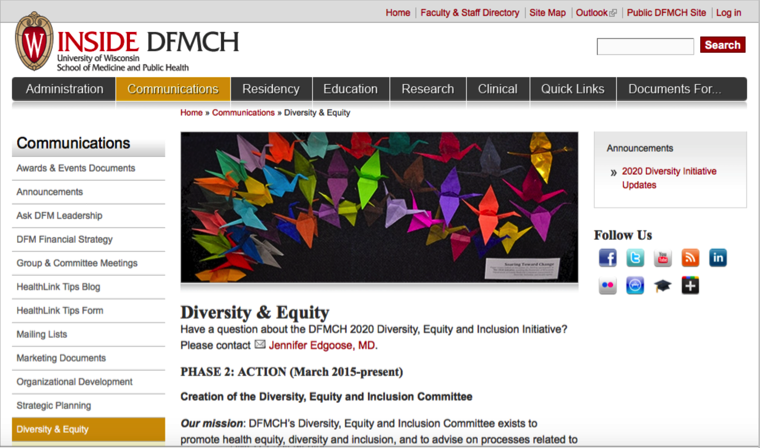 Home | Faculty & Staff Directory | Site Map | Outlook | Public DFMCH Site | Log in
INSIDE DFMCH
University of Wisconsin
School of Medicine and Public Health
Search
Administration
Communications
Residency
Education
Research
Clinical
Quick Links
Documents For...
Home » Communications » Diversity & Equity
Communications
Awards & Events Documents
Announcements
Ask DFM Leadership
DFM Financial Strategy
Group & Committee Meetings
HealthLink Tips Blog
HealthLink Tips Form
Mailing Lists
Marketing Documents
Organizational Development
Strategic Planning
Diversity & Equity
Soaring Toward Change
Diversity & Equity
Have a question about the DFMCH 2020 Diversity, Equity and Inclusion Initiative?
Please contact Jennifer Edgoose, MD.
PHASE 2: ACTION (March 2015-present)
Creation of the Diversity, Equity and Inclusion Committee
Our mission: DFMCH's Diversity, Equity and Inclusion Committee exists to
promote health equity, diversity and inclusion, and to advise on processes related to
Announcements
» 2020 Diversity Initiative
Updates
Follow Us